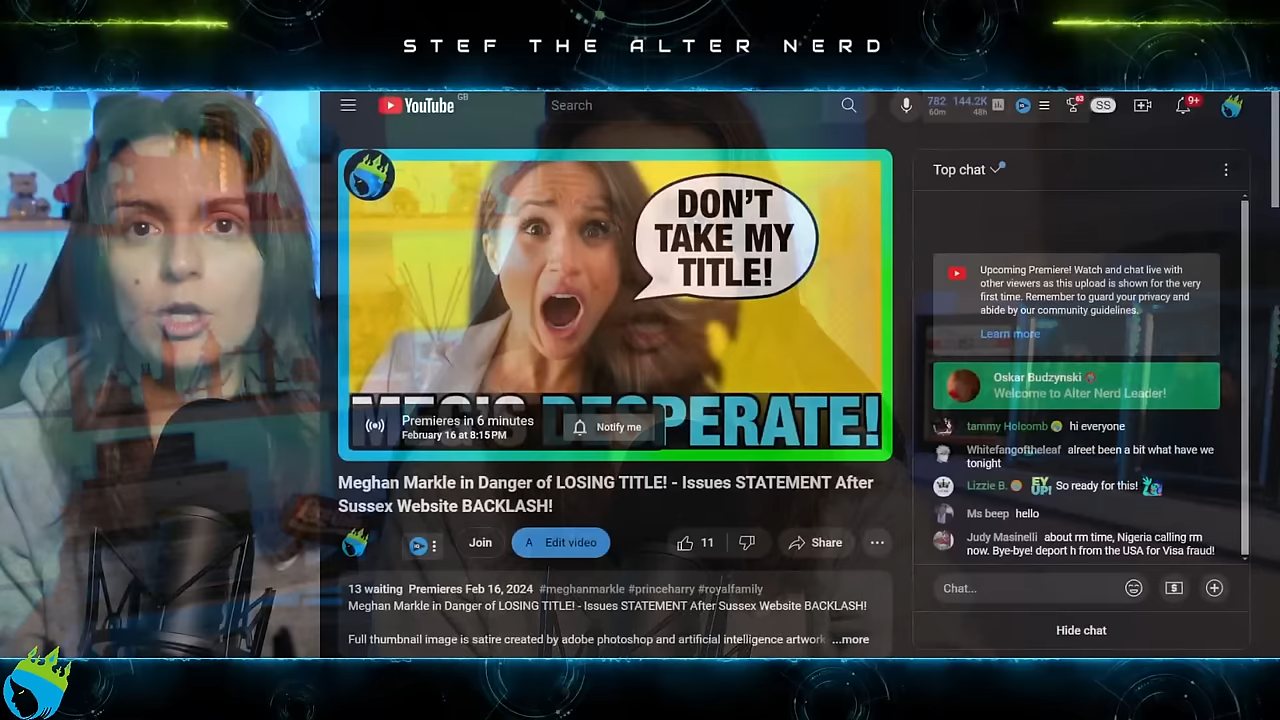 STEF THE ALTER NERD
YouTube GB
Search
782 144.2K
60m 48h
63
SS
9+
DON'T
TAKE MY
TITLE!
MEG'S DESPERATE!
Premieres in 6 minutes
February 16 at 8:15 PM
Notify me
Meghan Markle in Danger of LOSING TITLE! - Issues STATEMENT After
Sussex Website BACKLASH!
Join
Edit video
11
Share
13 waiting Premieres Feb 16, 2024 #meghanmarkle #princeharry #royalfamily
Meghan Markle in Danger of LOSING TITLE! - Issues STATEMENT After Sussex Website BACKLASH!
Full thumbnail image is satire created by adobe photoshop and artificial intelligence artwork ...more
Top chat
Upcoming Premiere! Watch and chat live with
other viewers as this upload is shown for the very
first time. Remember to guard your privacy and
abide by our community guidelines.
Learn more
Oskar Budzynski
Welcome to Alter Nerd Leader!
tammy Holcomb hi everyone
Whitefangoftheleaf alreet been a bit what have we
tonight
Lizzie B. EY UP! So ready for this!
Ms beep hello
Judy Masinelli about rm time, Nigeria calling rm
now. Bye-bye! deport h from the USA for Visa fraud!
Chat...
Hide chat